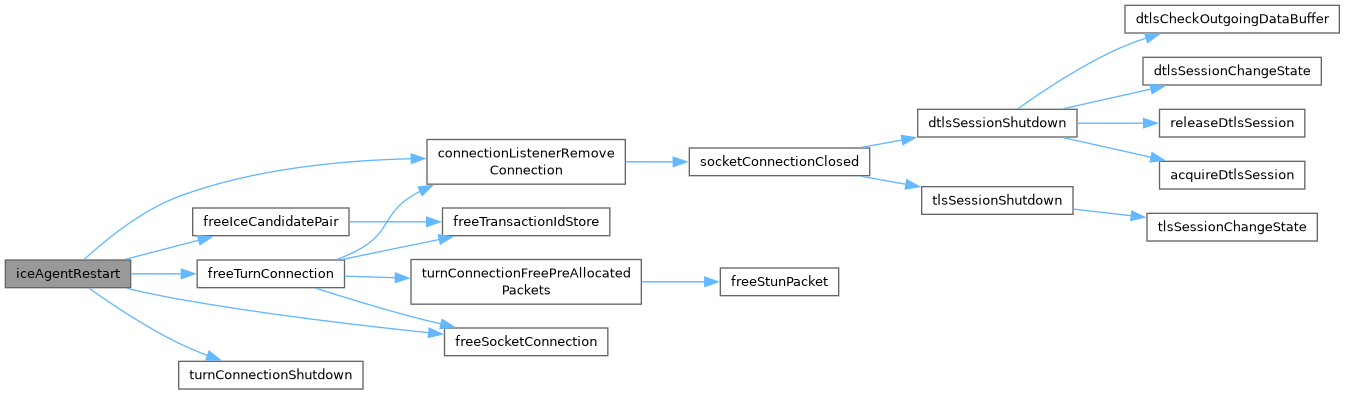 dtlsCheckOutgoingDataBuffer
dtlsSessionChangeState
dtlsSessionShutdown
releaseDtlsSession
connectionListenerRemove
Connection
socketConnectionClosed
acquireDtlsSession
tlsSessionShutdown
freeIceCandidatePair
freeTransactionIdStore
tlsSessionChangeState
iceAgentRestart
freeTurnConnection
turnConnectionFreePreAllocated
Packets
freeStunPacket
freeSocketConnection
turnConnectionShutdown